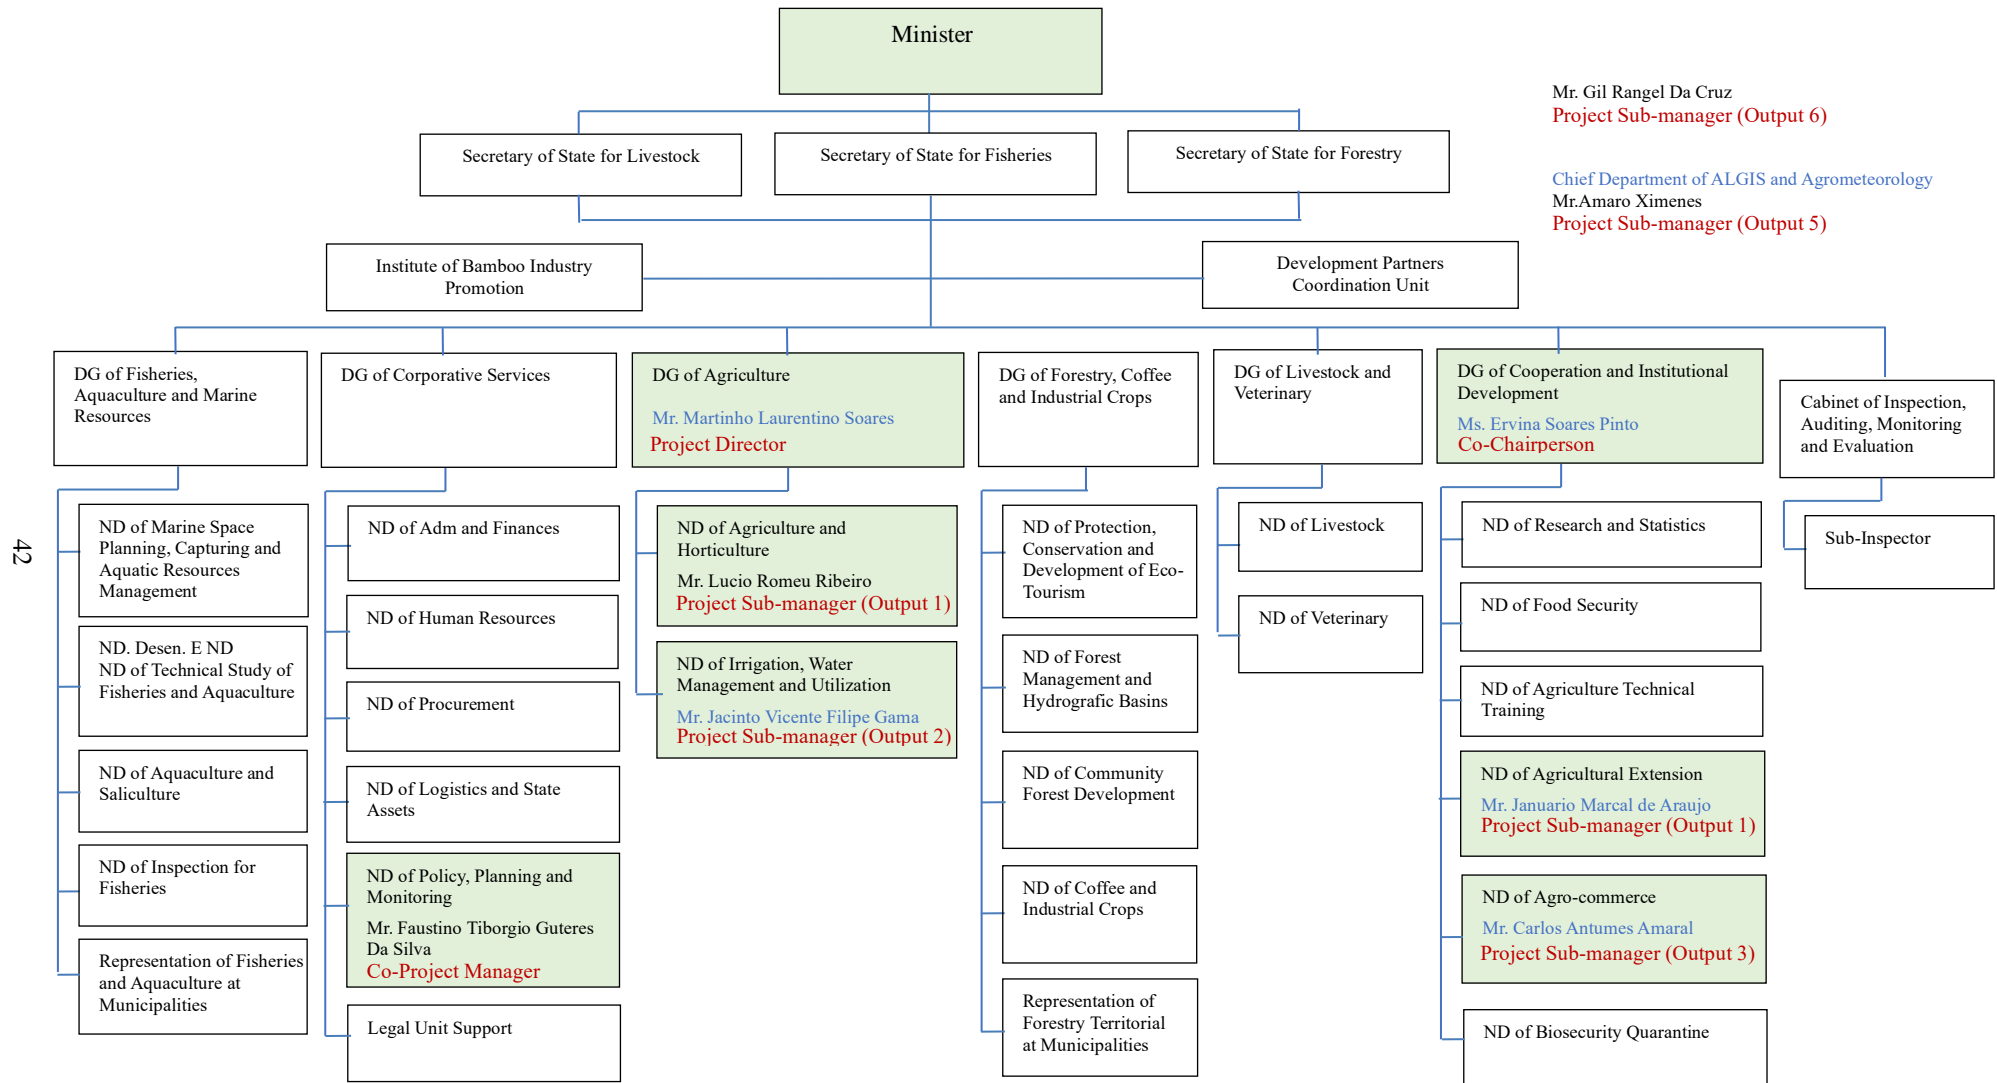 Minister
Mr. Gil Rangel Da Cruz
Project Sub-manager (Output 6)
Chief Department of ALGIS and Agrometeorology
Mr.Amaro Ximenes
Project Sub-manager (Output 5)
Secretary of State for Livestock
Secretary of State for Fisheries
Secretary of State for Forestry
Institute of Bamboo Industry
Promotion
Development Partners
Coordination Unit
DG of Fisheries,
Aquaculture and Marine
Resources
ND of Marine Space
Planning, Capturing and
Aquatic Resources
Management
ND. Desen. E ND
ND of Technical Study of
Fisheries and Aquaculture
ND of Aquaculture and
Saliculture
ND of Inspection for
Fisheries
Representation of Fisheries
and Aquaculture at
Municipalities
DG of Corporative Services
ND of Adm and Finances
ND of Human Resources
ND of Procurement
ND of Logistics and State
Assets
ND of Policy, Planning and
Monitoring
Mr. Faustino Tiborgio Guteres
Da Silva
Co-Project Manager
Legal Unit Support
DG of Agriculture
Mr. Martinho Laurentino Soares
Project Director
ND of Agriculture and
Horticulture
Mr. Lucio Romeu Ribeiro
Project Sub-manager (Output 1)
ND of Irrigation, Water
Management and Utilization
Mr. Jacinto Vicente Filipe Gama
Project Sub-manager (Output 2)
DG of Forestry, Coffee
and Industrial Crops
ND of Protection,
Conservation and
Development of Eco-
Tourism
ND of Forest
Management and
Hydrografic Basins
ND of Community
Forest Development
ND of Coffee and
Industrial Crops
Representation of
Forestry Territorial
at Municipalities
DG of Livestock and
Veterinary
ND of Livestock
ND of Veterinary
DG of Cooperation and Institutional
Development
Ms. Ervina Soares Pinto
Co-Chairperson
ND of Research and Statistics
ND of Food Security
ND of Agriculture Technical
Training
ND of Agricultural Extension
Mr. Januario Marcal de Araujo
Project Sub-manager (Output 1)
ND of Agro-commerce
Mr. Carlos Antumes Amaral
Project Sub-manager (Output 3)
ND of Biosecurity Quarantine
Cabinet of Inspection,
Auditing, Monitoring
and Evaluation
Sub-Inspector
42